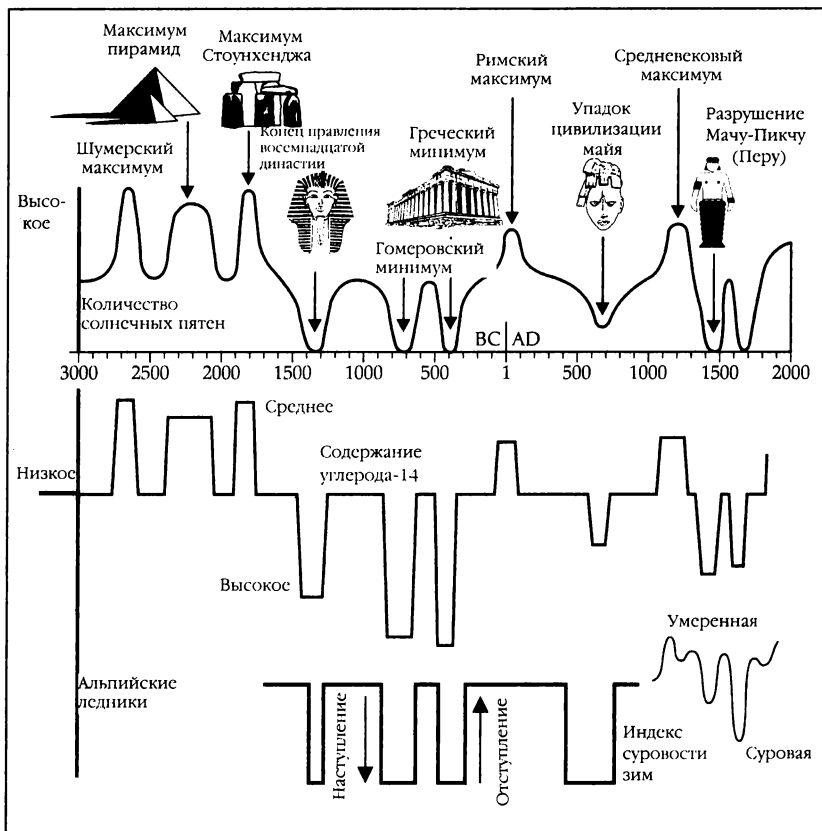 Максимум
пирамид
Максимум
Стоунхенджа
Римский
максимум
Средневековый
максимум
Шумерский
максимум
Конец правления
восемнадцатой
династии
Греческий
минимум
Упадок
цивилизации
майя
Разрушение
Мачу-Пикчу
(Перу)
Высо-
кое
Гомеровский
минимум
Количество
солнечных пятен
BC AD
3000 2500 2000 1500 1000 500 1 500 1000 1500 2000
Среднее
Низкое
Содержание
углерода-14
Высокое
Умеренная
Альпийские
ледники
Наступление
Отступление
Индекс
суровости
зим
Суровая